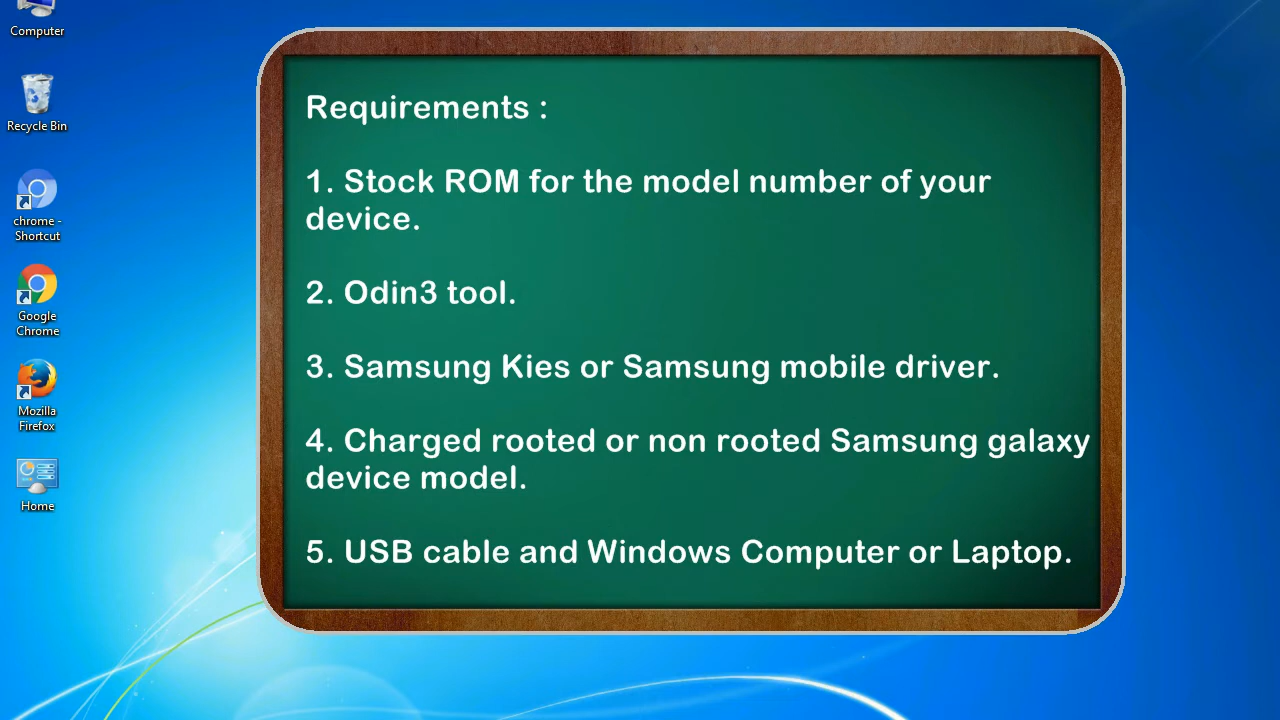 Computer
Recycle Bin
chrome -
Shortcut
Google
Chrome
Mozilla
Firefox
Home
Requirements :
1. Stock ROM for the model number of your
device.
2. Odin3 tool.
3. Samsung Kies or Samsung mobile driver.
4. Charged rooted or non rooted Samsung galaxy
device model.
5. USB cable and Windows Computer or Laptop.